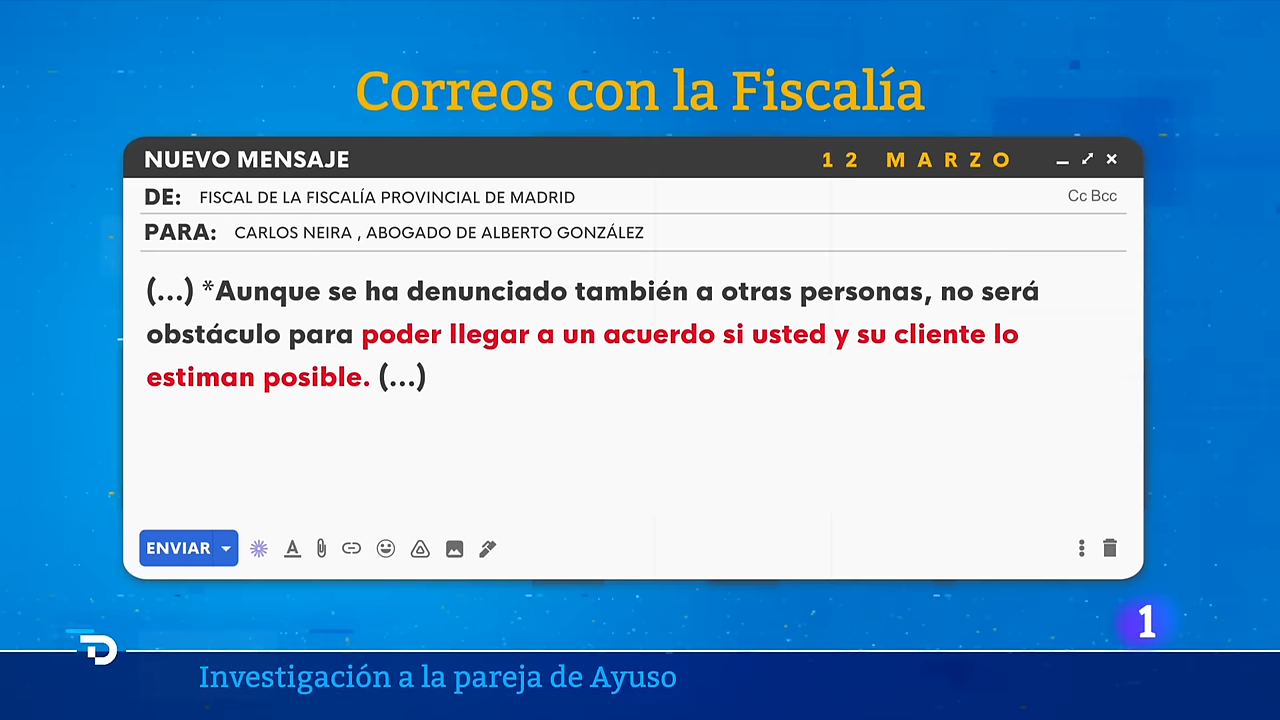 Correos con la Fiscalía
NUEVO MENSAJE 12 MARZO
DE: FISCAL DE LA FISCALÍA PROVINCIAL DE MADRID Cc Bcc
PARA: CARLOS NEIRA , ABOGADO DE ALBERTO GONZÁLEZ
(...) *Aunque se ha denunciado también a otras personas, no será
obstáculo para poder llegar a un acuerdo si usted y su cliente lo
estiman posible. (...)
ENVIAR
1
Investigación a la pareja de Ayuso